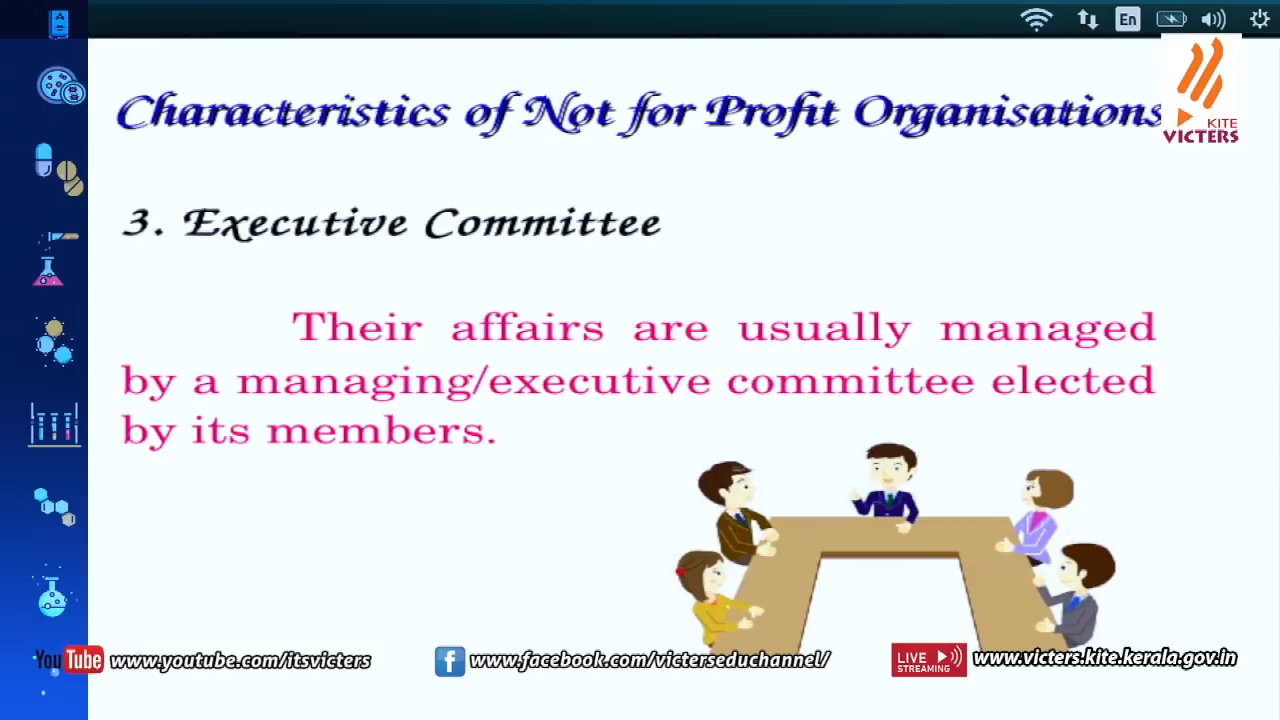 En
Characteristics of Not for Profit Organisations
KITE
VICTERS
3. Executive Committee
Their affairs are usually managed
by a managing/executive committee elected
by its members.
YouTube www.youtube.com/itsvicters
f www.facebook.com/victerseduchannel/
LIVE STREAMING www.victers.kite.kerala.gov.in